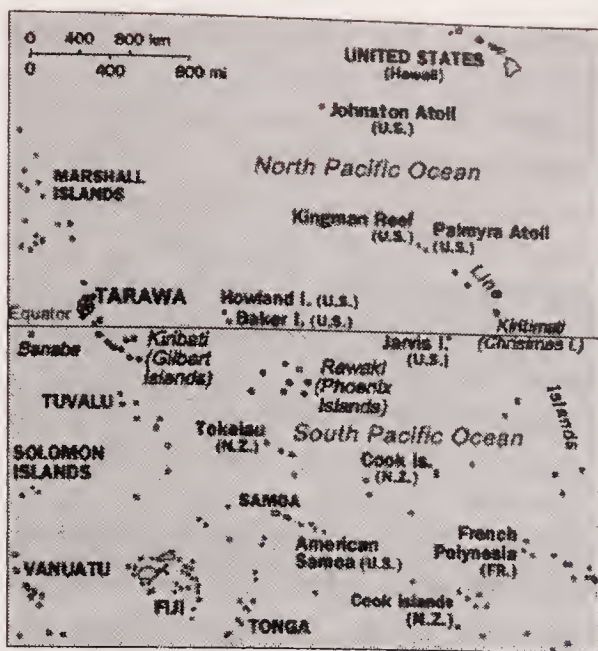 0 400 800 km
0 400 800 mi
UNITED STATES
(Hawaii)
Johnston Atoll
(U.S.)
North Pacific Ocean
MARSHALL
ISLANDS
Kingman Reef
(U.S.)
Palmyra Atoll
(U.S.)
Line
TARAWA
Howland I. (U.S.)
Equator
Baker I. (U.S.)
Kiritimati
(Christmas I.)
Banaba
Kiribati
(Gilbert
Islands)
Jarvis I.
(U.S.)
Rawaki
(Phoenix
Islands)
Islands
TUVALU
Tokelau
(N.Z.)
South Pacific Ocean
SOLOMON
ISLANDS
Cook Is.
(N.Z.)
SAMOA
American
Samoa (U.S.)
French
Polynesia
(FR.)
VANUATU
FIJI
Cook Islands
(N.Z.)
TONGA